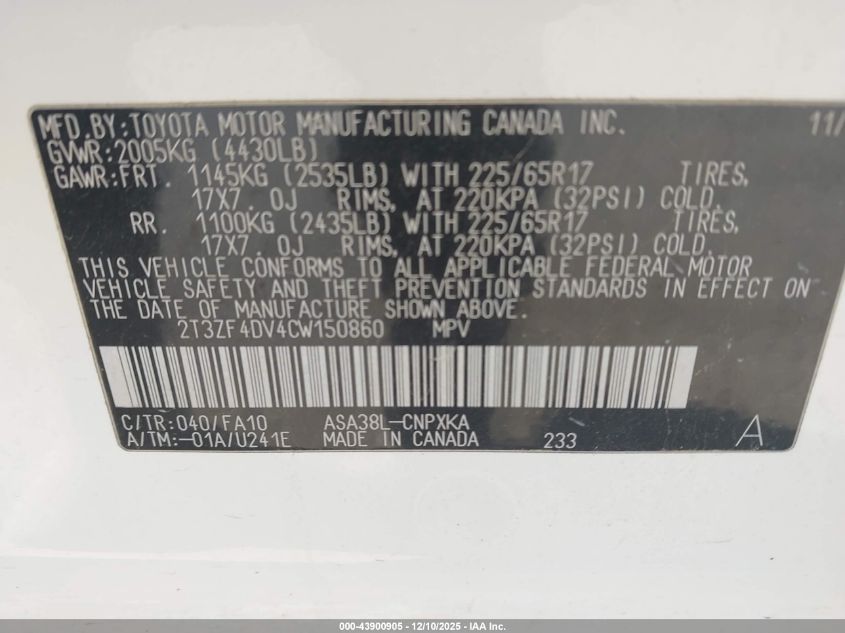 MFD.BY:TOYOTA MOTOR MANUFACTURING CANADA INC. 11/
GVWR:2005KG (4430LB)
GAWR:FRT. 1145KG (2535LB) WITH 225/65R17 TIRES,
17X7.0J RIMS, AT 220KPA (32PSI) COLD.
RR. 1100KG (2435LB) WITH 225/65R17 TIRES,
17X7.0J RIMS, AT 220KPA (32PSI) COLD.
THIS VEHICLE CONFORMS TO ALL APPLICABLE FEDERAL MOTOR
VEHICLE SAFETY AND THEFT PREVENTION STANDARDS IN EFFECT ON
THE DATE OF MANUFACTURE SHOWN ABOVE.
2T3ZF4DV4CW150860 MPV
C/TR:040/FA10 ASA38L-CNPXKA
A/TM:-01A/U241E MADE IN CANADA 233 A
000-43900905 - 12/10/2025 - IAA Inc.